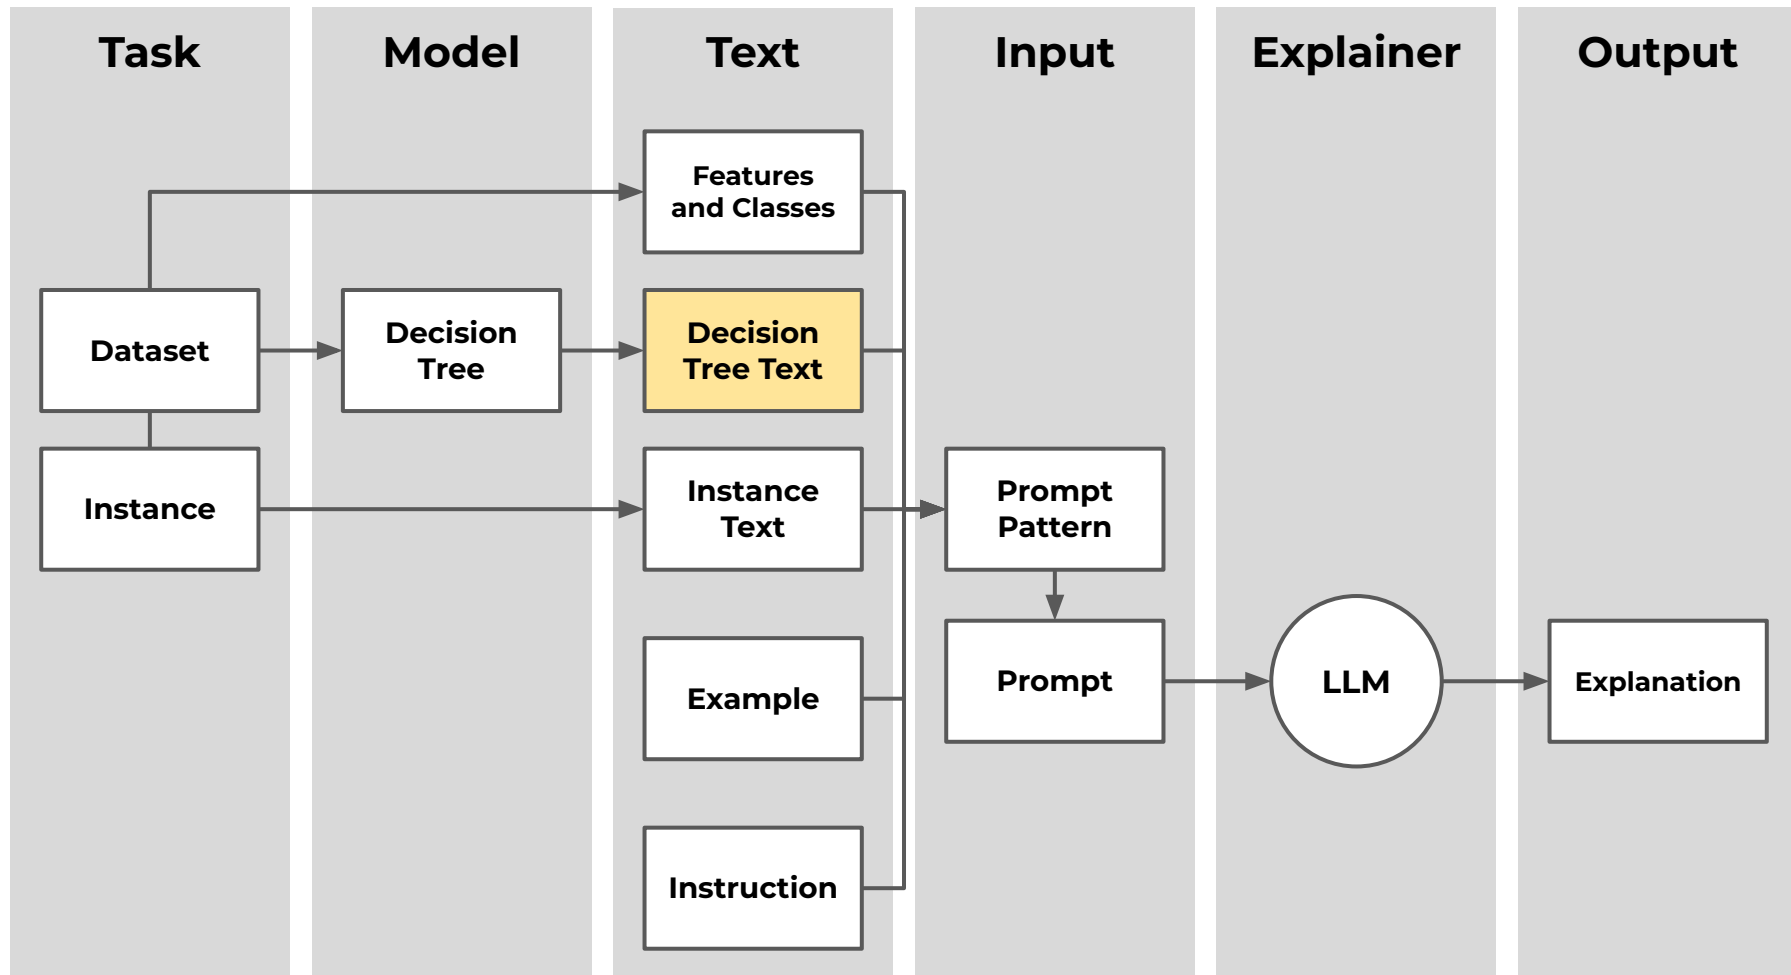 Task
Model
Text
Input
Explainer
Output
Features
and Classes
Dataset
Decision
Tree
Decision
Tree Text
Instance
Instance
Text
Prompt
Pattern
Example
Prompt
LLM
Explanation
Instruction